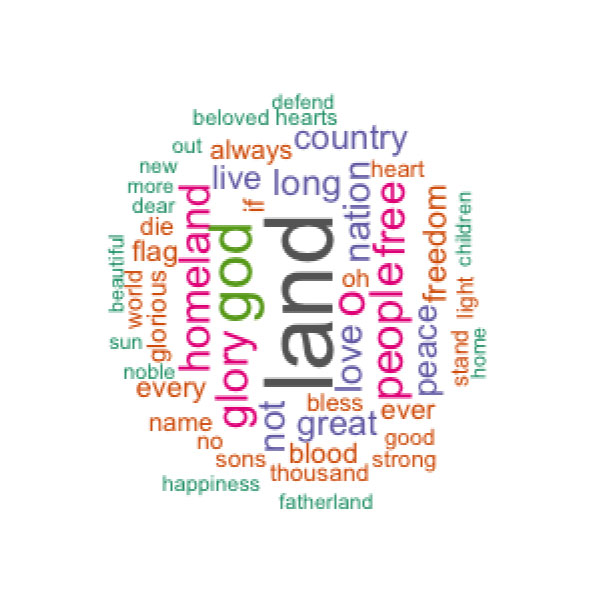 defend
beloved hearts
country
out
always
new
heart
live
long
more
nation
if
dear
homeland
free
freedom
children
die
god
land
flag
oh
beautiful
world
glorious
o
people
light
sun
glory
love
peace
stand
home
noble
every
bless
ever
name
not
great
good
no
blood
sons
thousand
strong
happiness
fatherland